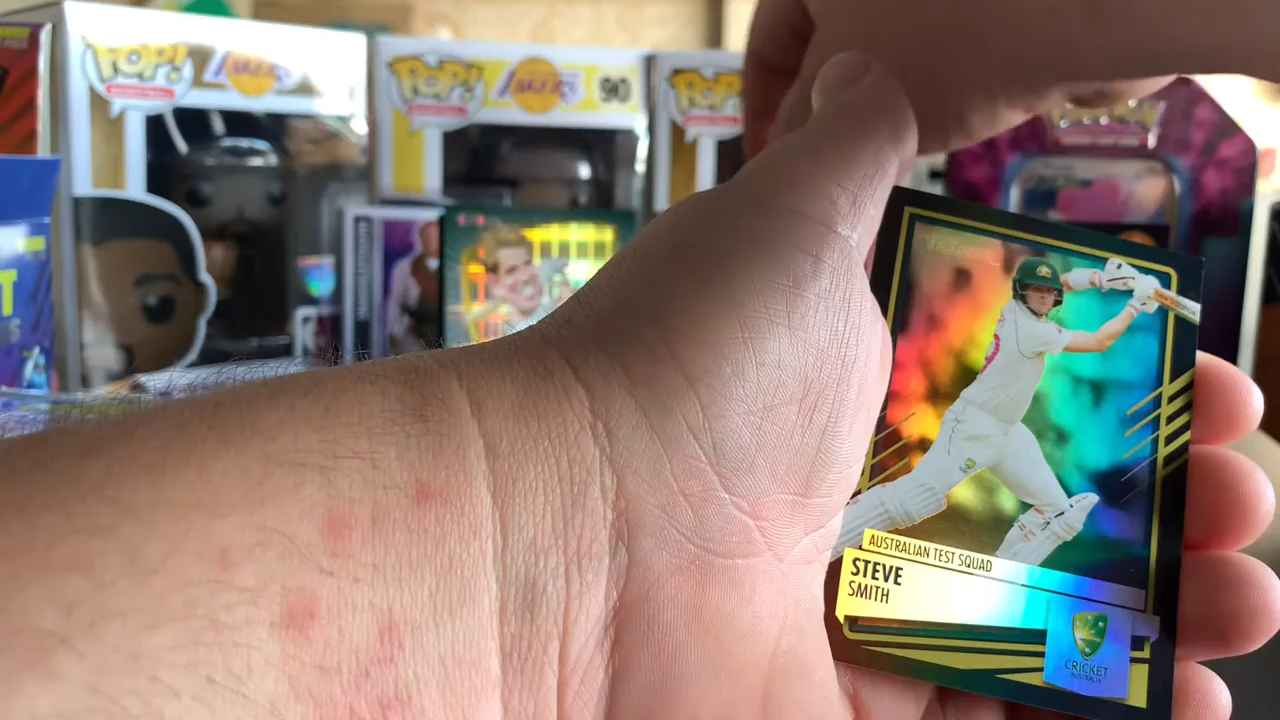 POP!
LAKERS
POP!
LAKERS
90
POP!
T
AUSTRALIAN TEST SQUAD
STEVE
SMITH
CRICKET
AUSTRALIA